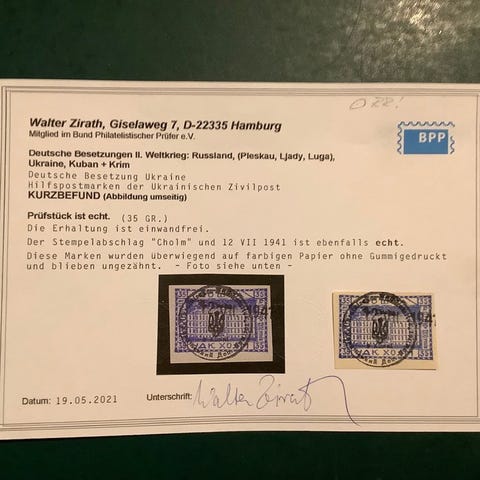 OZZ!
Walter Zirath, Giselaweg 7, D-22335 Hamburg
Mitglied im Bund Philatelistischer Prüfer e.V.
BPP
Deutsche Besetzungen II. Weltkrieg: Russland, (Pleskau, Ljady, Luga),
Ukraine, Kuban + Krim
Deutsche Besetzung Ukraine
Hilfspostmarken der Ukrainischen Zivilpost
KURZBEFUND (Abbildung umseitig)
Prüfstück ist echt. (35 GR.)
Die Erhaltung ist einwandfrei.
Der Stempelabschlag "Cholm" und 12 VII 1941 ist ebenfalls echt.
Diese Marken wurden überwiegend auf farbigen Papier ohne Gummigedruckt
und blieben ungezähnt. - Foto siehe unten -
Datum: 19.05.2021
Unterschrift: Walter Zirath